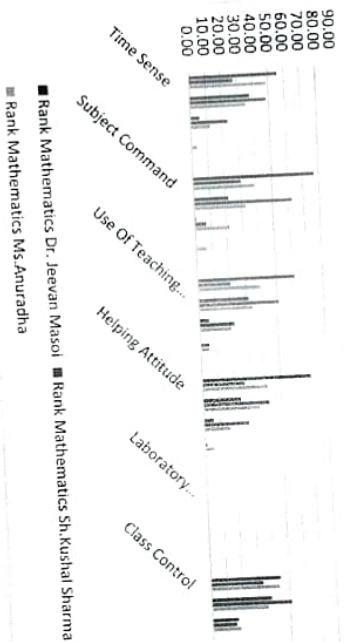 90.00
80.00
70.00
60.00
50.00
40.00
30.00
20.00
10.00
0.00
Time Sense
Subject Command
Use Of Teaching...
Helping Attitude
Laboratory...
Class Control
Rank Mathematics Dr. Jeevan Masoi
Rank Mathematics Sh.Kushal Sharma
Rank Mathematics Ms.Anuradha